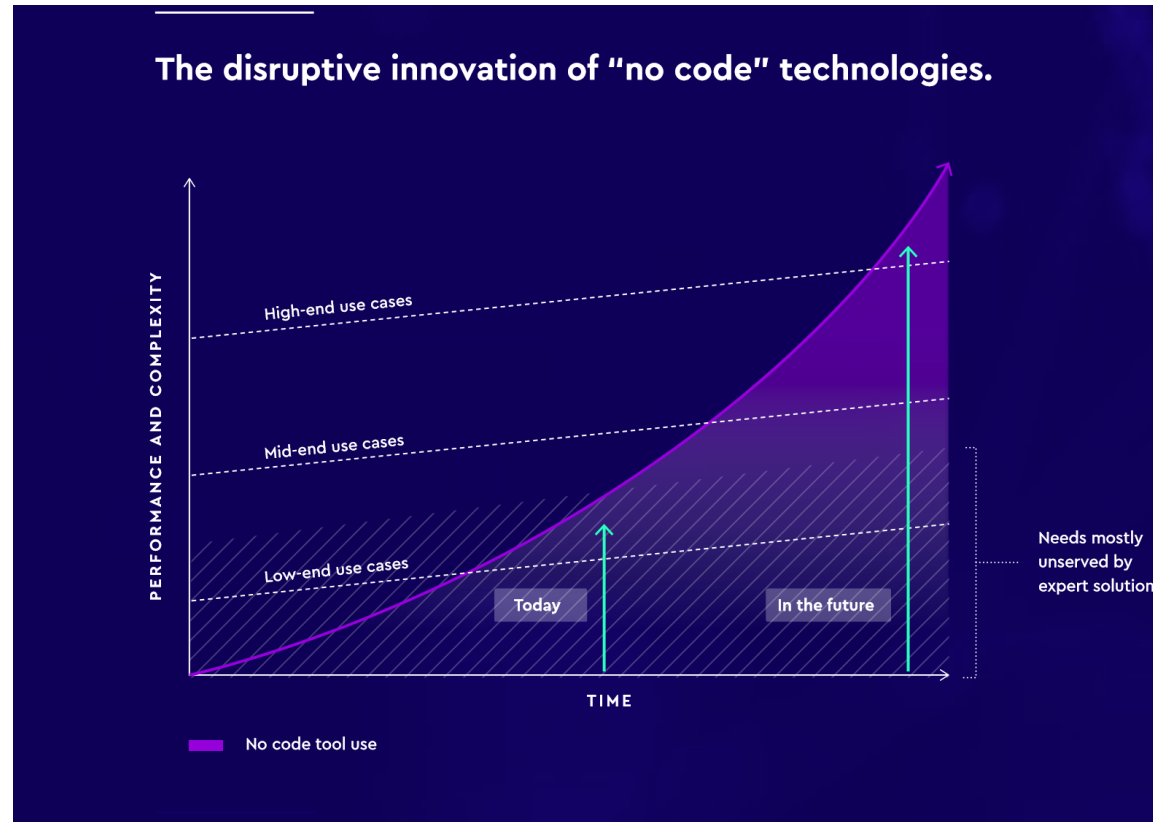 The disruptive innovation of “no code” technologies.
PERFORMANCE AND COMPLEXITY
High-end use cases
Mid-end use cases
Low-end use cases
Today
In the future
Needs mostly
unserved by
expert solution
TIME
No code tool use